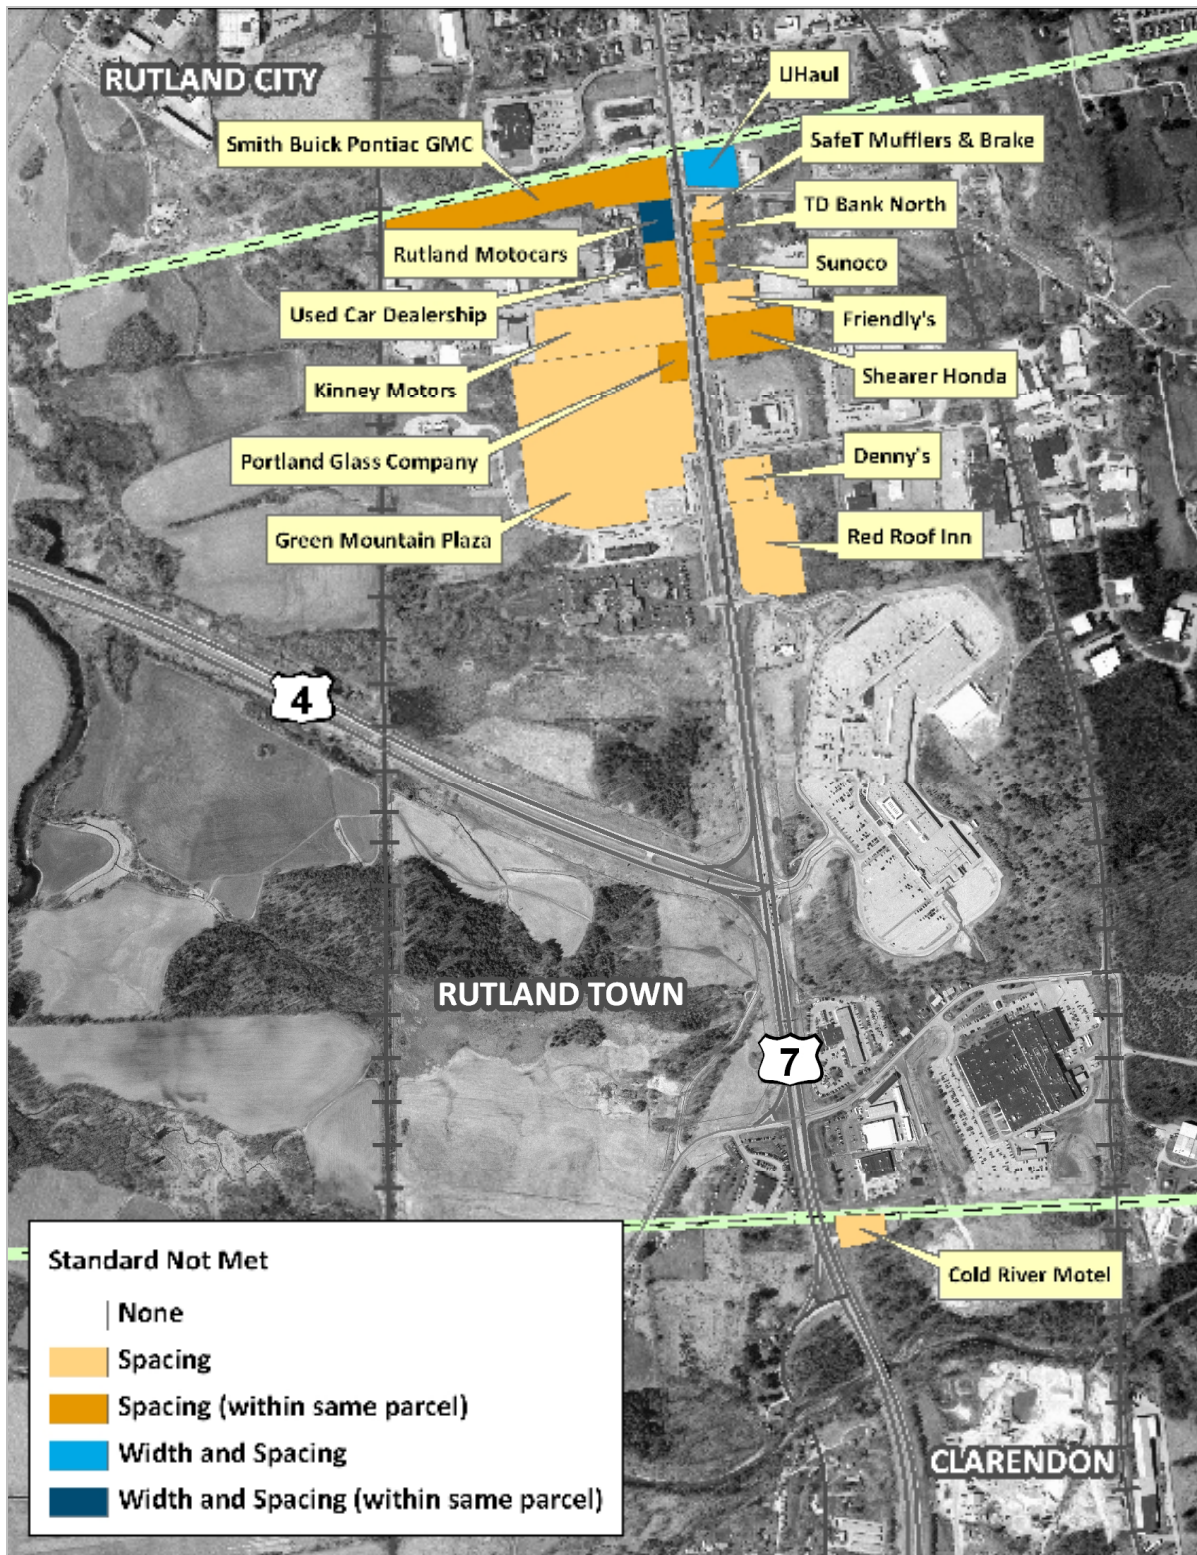 RUTLAND CITY
UHaul
Smith Buick Pontiac GMC
SafeT Mufflers & Brake
TD Bank North
Rutland Motocars
Sunoco
Used Car Dealership
Friendly's
Kinney Motors
Shearer Honda
Portland Glass Company
Denny's
Green Mountain Plaza
Red Roof Inn
4
RUTLAND TOWN
7
Cold River Motel
CLARENDON
Standard Not Met
None
Spacing
Spacing (within same parcel)
Width and Spacing
Width and Spacing (within same parcel)